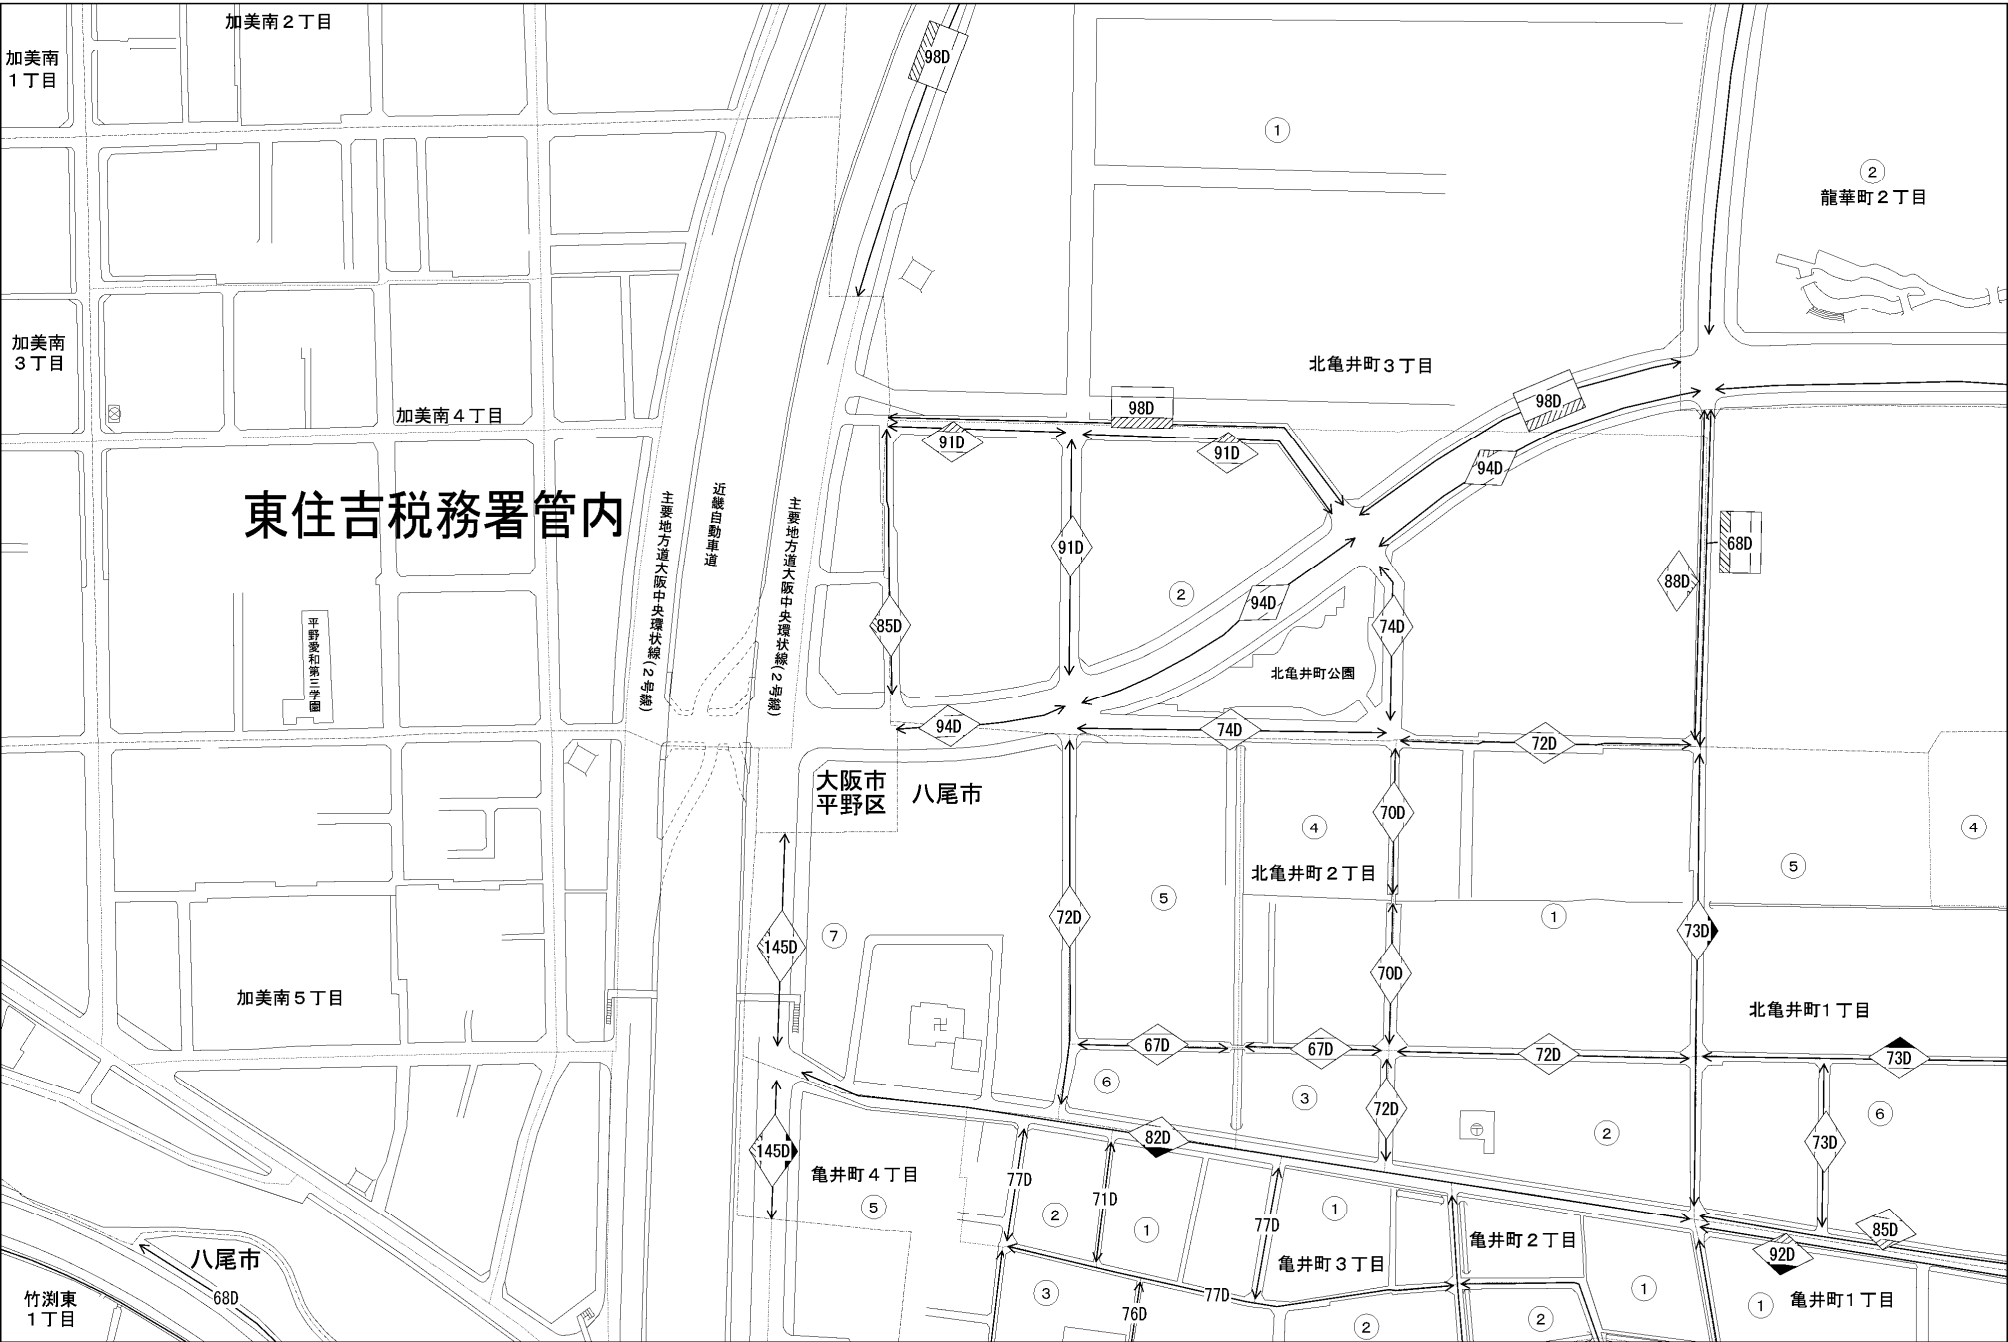 加美南２丁目
加美南
１丁目
98D
1
2
龍華町２丁目
加美南
３丁目
北亀井町３丁目
加美南４丁目
98D
98D
91D
91D
94D
東住吉税務署管内
主要地方道大阪中央環状線(２号線)
近畿自動車道
主要地方道大阪中央環状線(２号線)
91D
68D
88D
2
94D
85D
74D
平野愛和第三学園
北亀井町公園
94D
74D
72D
大阪市
平野区
八尾市
70D
4
4
北亀井町２丁目
5
5
72D
1
7
145D
73D
70D
加美南５丁目
卍
北亀井町１丁目
67D
67D
72D
73D
6
3
72D
6
2
82D
73D
145D
亀井町４丁目
77D
71D
5
2
1
77D
1
85D
亀井町２丁目
92D
八尾市
亀井町３丁目
68D
竹渕東
１丁目
3
76D
77D
1
1
亀井町１丁目
2
2